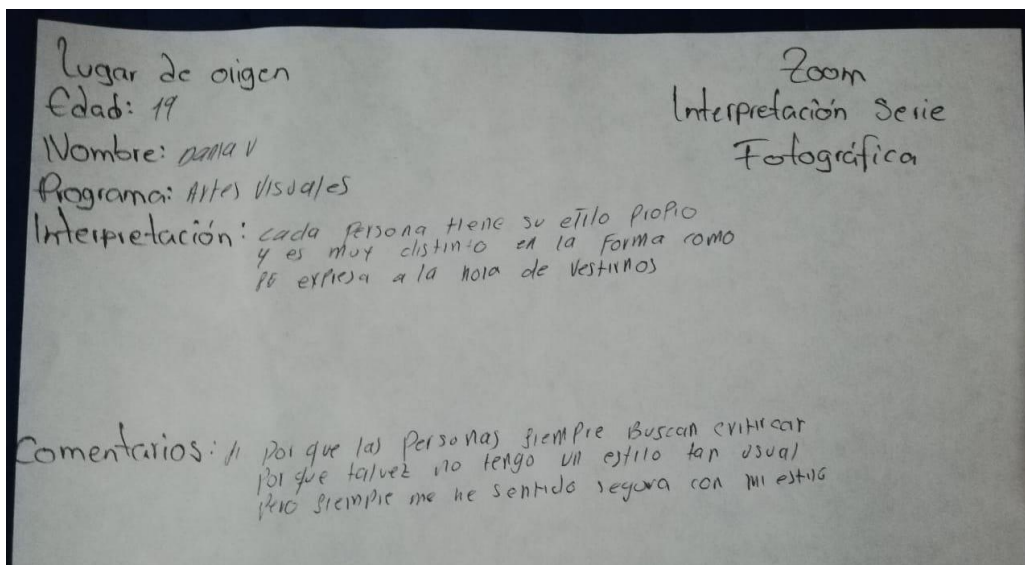 Lugar de oiigen
Edad: 19
Nombre: Dania V
Programa: Artes Visuales
Interpretación: cada Persona tiene su etilo Propio
y es muy distinto en la Forma como
se expresa a la hora de Vestirnos
Zoom
Interpretación Serie
Fotográfica
Comentarios: si Por que las Personas siempre Buscan criticar
Por que talvez no tengo un estilo tan usual
Pero siempre me he sentido segura con mi estilo